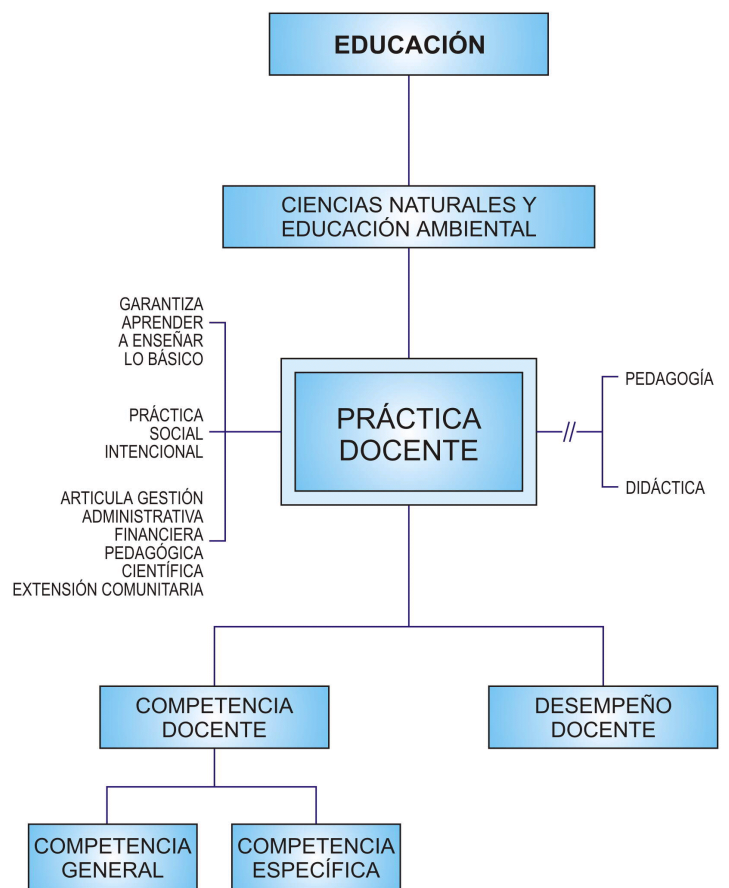 EDUCACIÓN
CIENCIAS NATURALES Y
EDUCACIÓN AMBIENTAL
GARANTIZA
APRENDER
A ENSEÑAR
LO BÁSICO
PRÁCTICA
SOCIAL
INTENCIONAL
ARTICULA GESTIÓN
ADMINISTRATIVA
FINANCIERA
PEDAGÓGICA
CIENTÍFICA
EXTENSIÓN COMUNITARIA
PRÁCTICA
DOCENTE
PEDAGOGÍA
DIDÁCTICA
COMPETENCIA
DOCENTE
DESEMPEÑO
DOCENTE
COMPETENCIA
GENERAL
COMPETENCIA
ESPECÍFICA